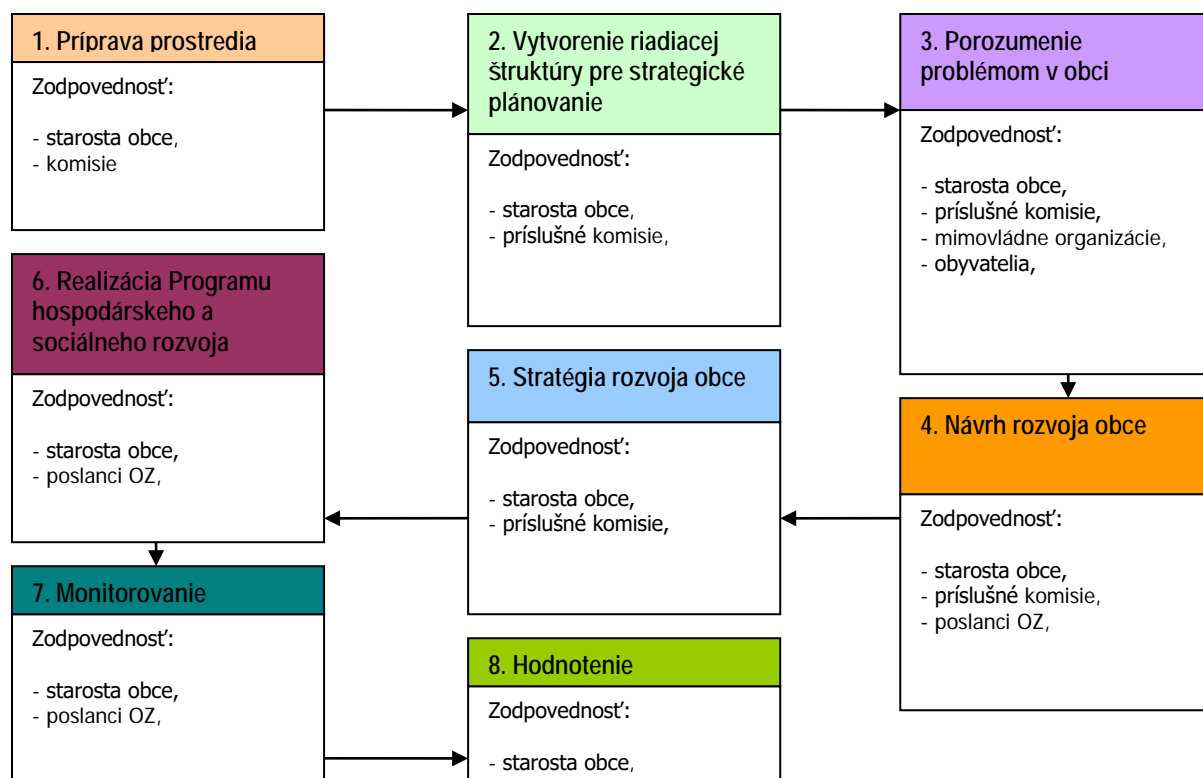 1. Príprava prostredia
Zodpovednosť:
- starosta obce,
- komisie
2. Vytvorenie riadiacej
štruktúry pre strategické
plánovanie
Zodpovednosť:
- starosta obce,
- príslušné komisie,
3. Porozumenie
problémom v obci
Zodpovednosť:
- starosta obce,
- príslušné komisie,
- mimovládne organizácie,
- obyvatelia,
4. Návrh rozvoja obce
Zodpovednosť:
- starosta obce,
- príslušné komisie,
- poslanci OZ,
5. Stratégia rozvoja obce
Zodpovednosť:
- starosta obce,
- príslušné komisie,
6. Realizácia Programu
hospodárskeho a
sociálneho rozvoja
Zodpovednosť:
- starosta obce,
- poslanci OZ,
7. Monitorovanie
Zodpovednosť:
- starosta obce,
- poslanci OZ,
8. Hodnotenie
Zodpovednosť:
- starosta obce,